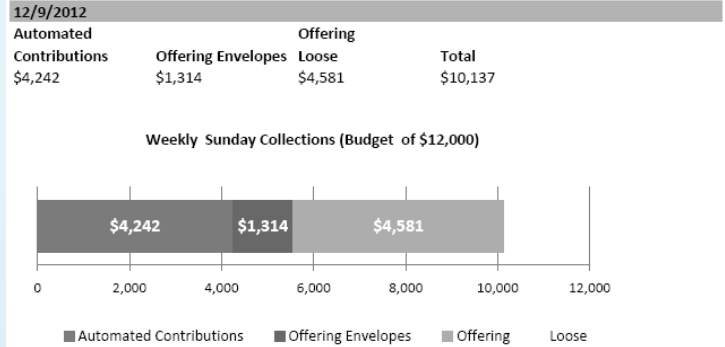 12/9/2012
Automated Offering
Contributions Offering Envelopes Loose Total
$4,242 $1,314 $4,581 $10,137
Weekly Sunday Collections (Budget of $12,000)
$4,242 $1,314 $4,581
0 2,000 4,000 6,000 8,000 10,000 12,000
Automated Contributions Offering Envelopes Offering Loose